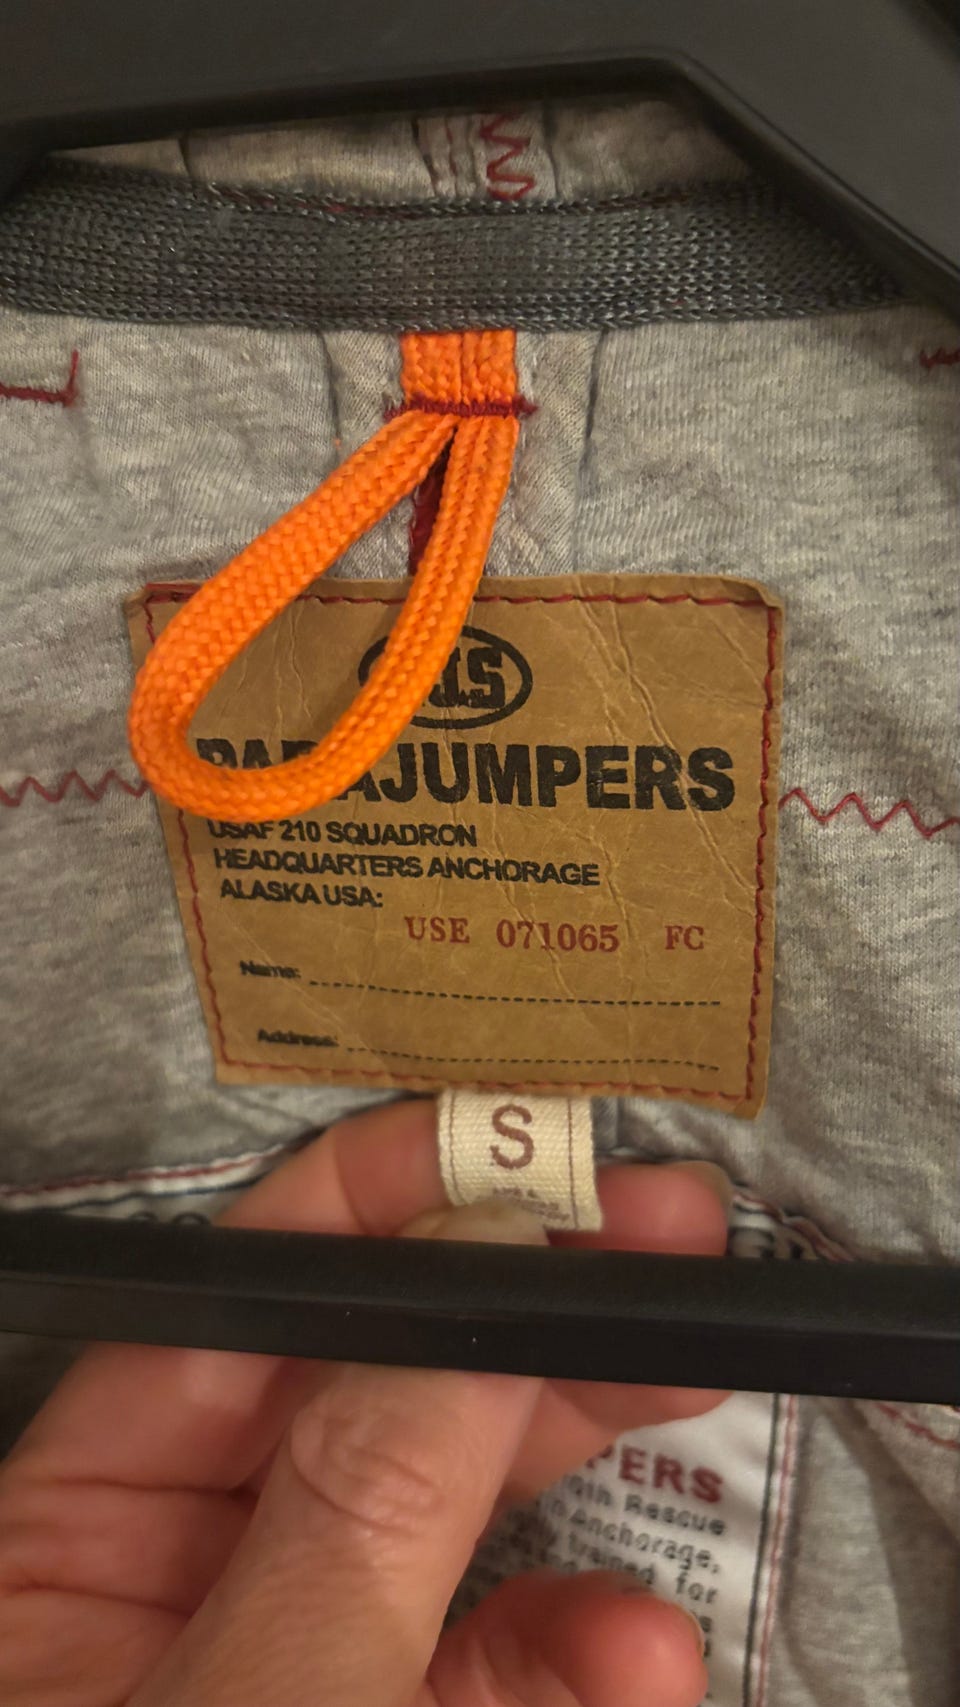 PARAJUMPERS
USAF 210 SQUADRON
HEADQUARTERS ANCHORAGE
ALASKA USA:
USE 071065 FC
Name:
Address:
S
PERS
Rescue
Anchorage,
trained for